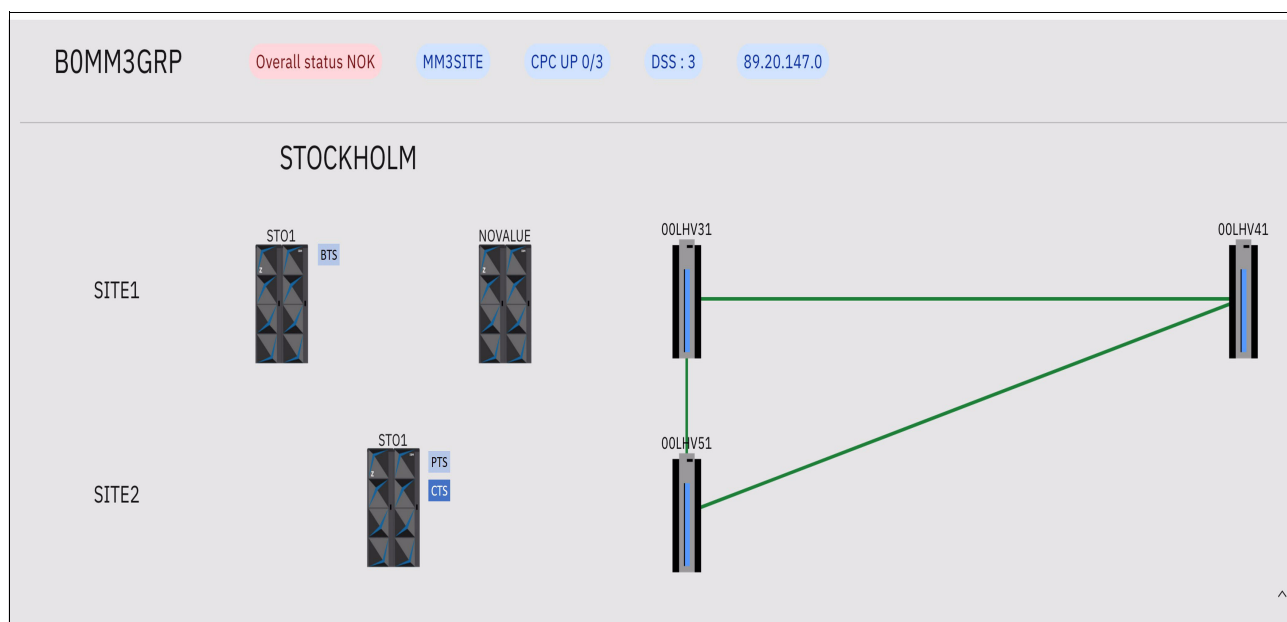 B0MM3GRP
Overall status NOK
MM3SITE
CPC UP 0/3
DSS : 3
89.20.147.0
STOCKHOLM
STO1
BTS
NOVALUE
00LHV31
00LHV41
SITE1
STO1
PTS
CTS
00LHV51
SITE2